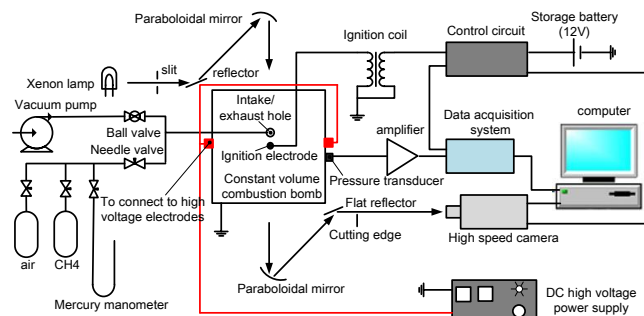 Paraboloidal mirror
Ignition coil
Control circuit
Storage battery
(12V)
slit
reflector
Xenon lamp
Vacuum pump
Ball valve
Needle valve
Intake/
exhaust hole
Ignition electrode
Constant volume
combustion bomb
amplifier
Data acquisition
system
computer
Pressure transducer
To connect to high
voltage electrodes
Flat reflector
Cutting edge
High speed camera
air
CH4
Mercury manometer
Paraboloidal mirror
DC high voltage
power supply